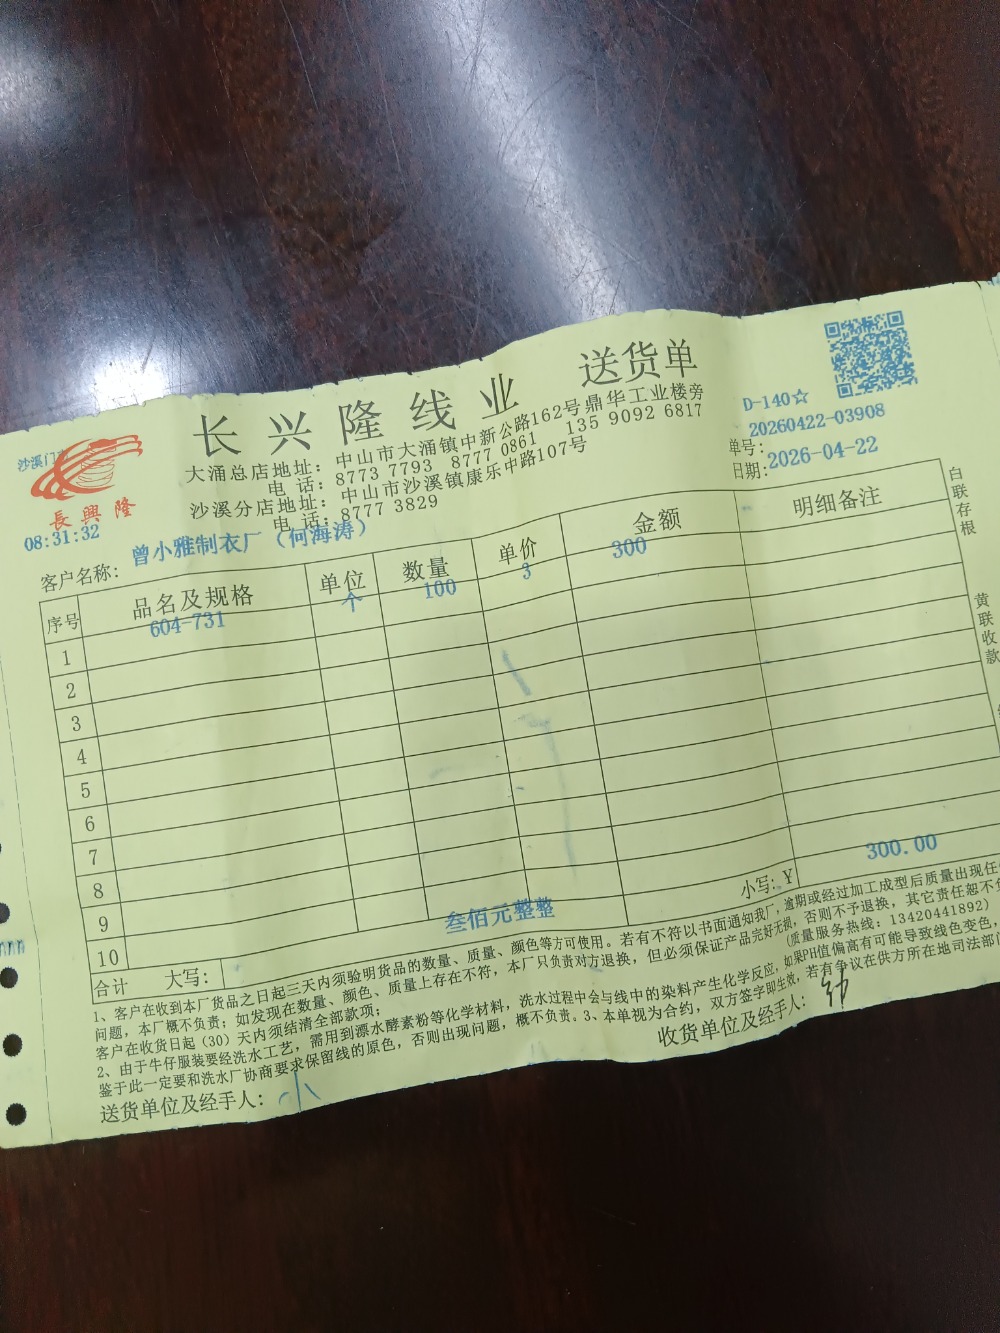 长兴隆线业 送货单
大涌总店地址：中山市大涌镇中新公路162号鼎华工业楼旁
电 话：8773 7793 8777 0861 135 9092 6817
沙溪分店地址：中山市沙溪镇康乐中路107号
电 话：8777 3829
沙溪门
長興隆
08:31:32
D-140☆
单号：20260422-03908
日期：2026-04-22
客户名称：曾小雅制衣厂（何海涛）
序号 品名及规格 单位 数量 单价 金额 明细备注
1 604-731 个 100 3 300
2
3
4
5
6
7
8
9
10
合计 大写：叁佰元整整 小写：¥ 300.00
1、客户在收到本厂货品之日起三天内须验明货品的数量、质量、颜色等方可使用。若有不符以书面通知我厂，逾期或经过加工成型后质量出现任
问题，本厂概不负责；如发现在数量、颜色、质量上存在不符，本厂只负责对方退换，但必须保证产品完好无损，否则不予退换，其它责任恕不负
客户在收货日起（30）天内须结清全部款项； （质量服务热线：13420441892）
2、由于牛仔服装要经洗水工艺，需用到漂水酵素粉等化学材料，洗水过程中会与线中的染料产生化学反应，如果PH值偏高有可能导致线色变色，
鉴于此一定要和洗水厂协商要求保留线的原色，否则出现问题，概不负责。3、本单视为合约，双方签字即生效，若有争议在供方所在地司法部门
送货单位及经手人： 收货单位及经手人：
白联存根
黄联收款